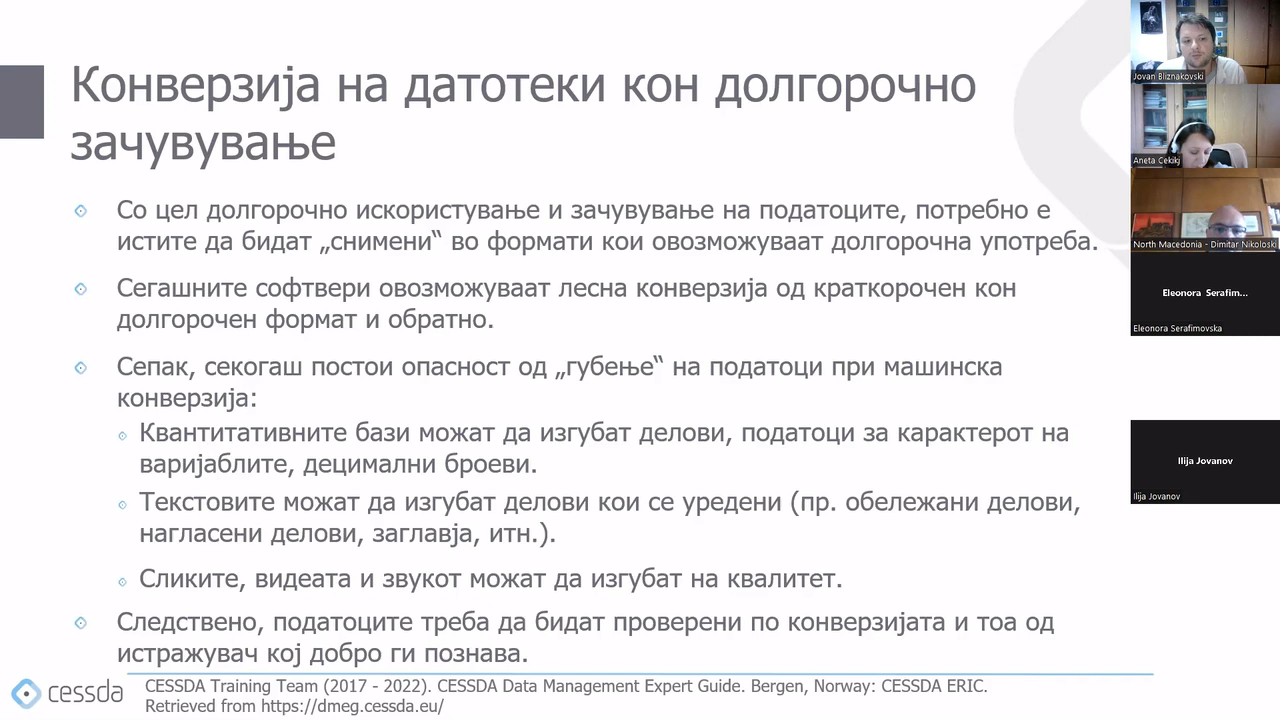 Конверзија на датотеки кон долгорочно
зачувување
Со цел долгорочно искористување и зачувување на податоците, потребно е
истите да бидат „снимени“ во формати кои овозможуваат долгорочна употреба.
Сегашните софтвери овозможуваат лесна конверзија од краткорочен кон
долгорочен формат и обратно.
Сепак, секогаш постои опасност од „губење“ на податоци при машинска
конверзија:
Квантитативните бази можат да изгубат делови, податоци за карактерот на
варијаблите, децимални броеви.
Текстовите можат да изгубат делови кои се уредени (пр. обележани делови,
нагласени делови, заглавја, итн.).
Сликите, видеата и звукот можат да изгубат на квалитет.
Следствено, податоците треба да бидат проверени по конверзијата и тоа од
истражувач кој добро ги познава.
cessda
CESSDA Training Team (2017 - 2022). CESSDA Data Management Expert Guide. Bergen, Norway: CESSDA ERIC.
Retrieved from https://dmeg.cessda.eu/
Jovan Bliznakovski
Aneta Cekikj
North Macedonia - Dimitar Nikoloski
Eleonora Serafim...
Eleonora Serafimovska
Ilija Jovanov
Ilija Jovanov